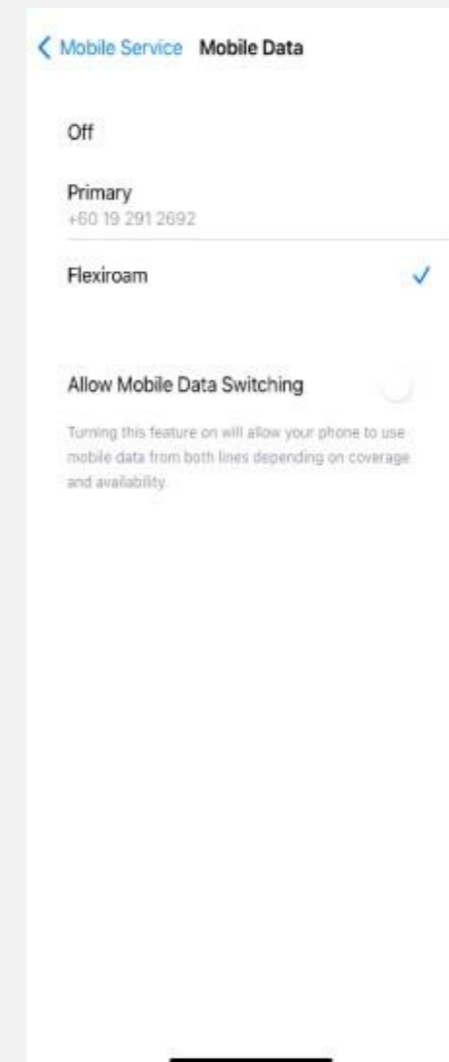 Mobile Service Mobile Data
Off
Primary
+60 19 291 2692
Flexiroam
Allow Mobile Data Switching
Turning this feature on will allow your phone to use
mobile data from both lines depending on coverage
and availability.